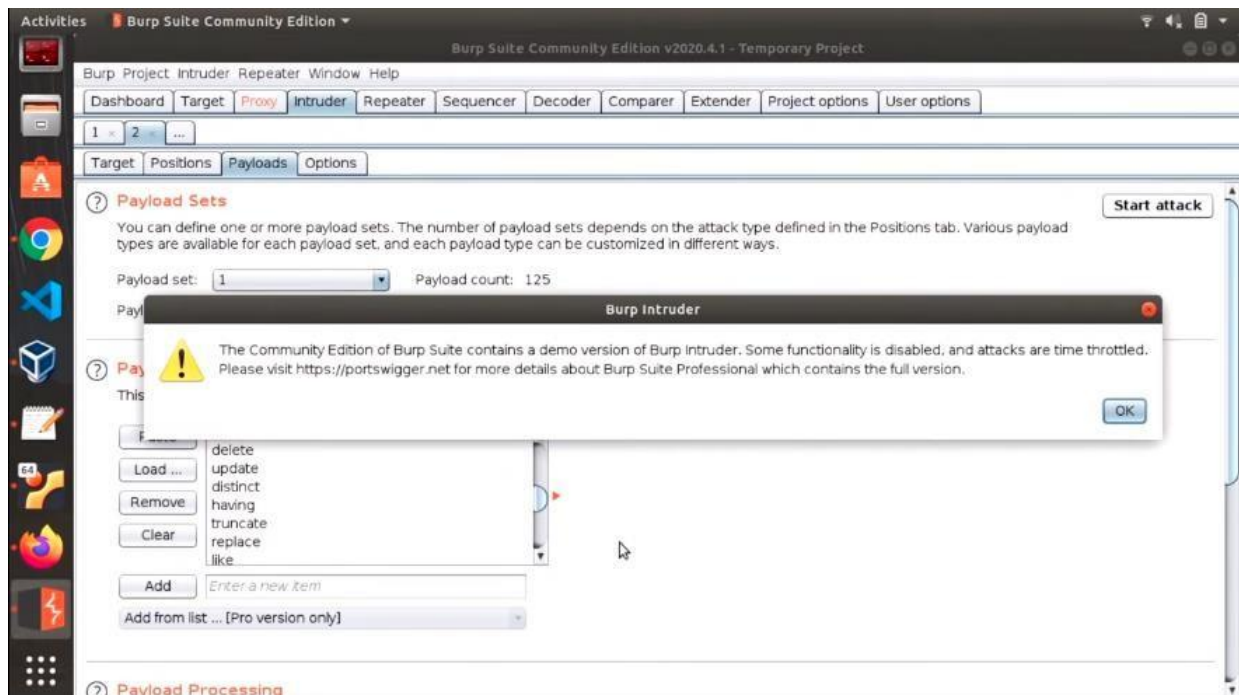 Activities Burp Suite Community Edition
Burp Suite Community Edition v2020.4.1 - Temporary Project
Burp Project Intruder Repeater Window Help
Dashboard Target Proxy Intruder Repeater Sequencer Decoder Comparer Extender Project options User options
1 × 2 × ...
Target Positions Payloads Options
? Payload Sets
Start attack
You can define one or more payload sets. The number of payload sets depends on the attack type defined in the Positions tab. Various payload
types are available for each payload set, and each payload type can be customized in different ways.
Payload set: 1 Payload count: 125
Payl
Burp Intruder
The Community Edition of Burp Suite contains a demo version of Burp Intruder. Some functionality is disabled, and attacks are time throttled.
Please visit https://portswigger.net for more details about Burp Suite Professional which contains the full version.
OK
? Pay
This
delete
Load ... update
distinct
Remove having
truncate
Clear replace
like
Add Enter a new item
Add from list ... [Pro version only]
? Payload Processing
64